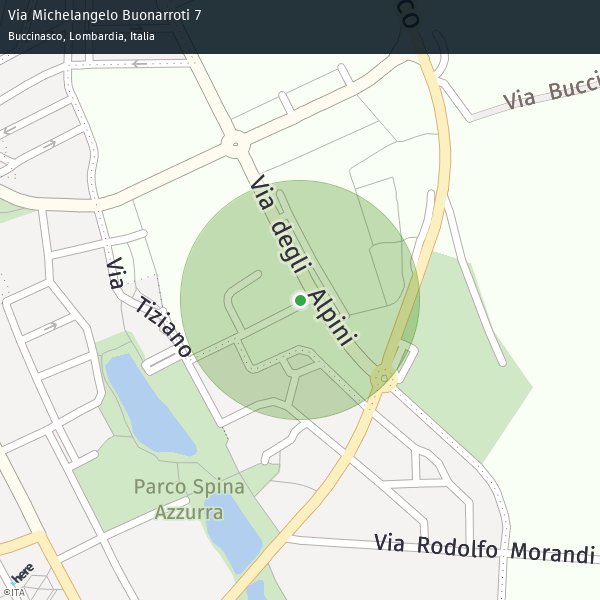 Via Michelangelo Buonarroti 7
Buccinasco, Lombardia, Italia
co
Via Bucci
Via degli Alpini
Via Tiziano
Parco Spina
Azzurra
Via Rodolfo Morandi
here
©ITA